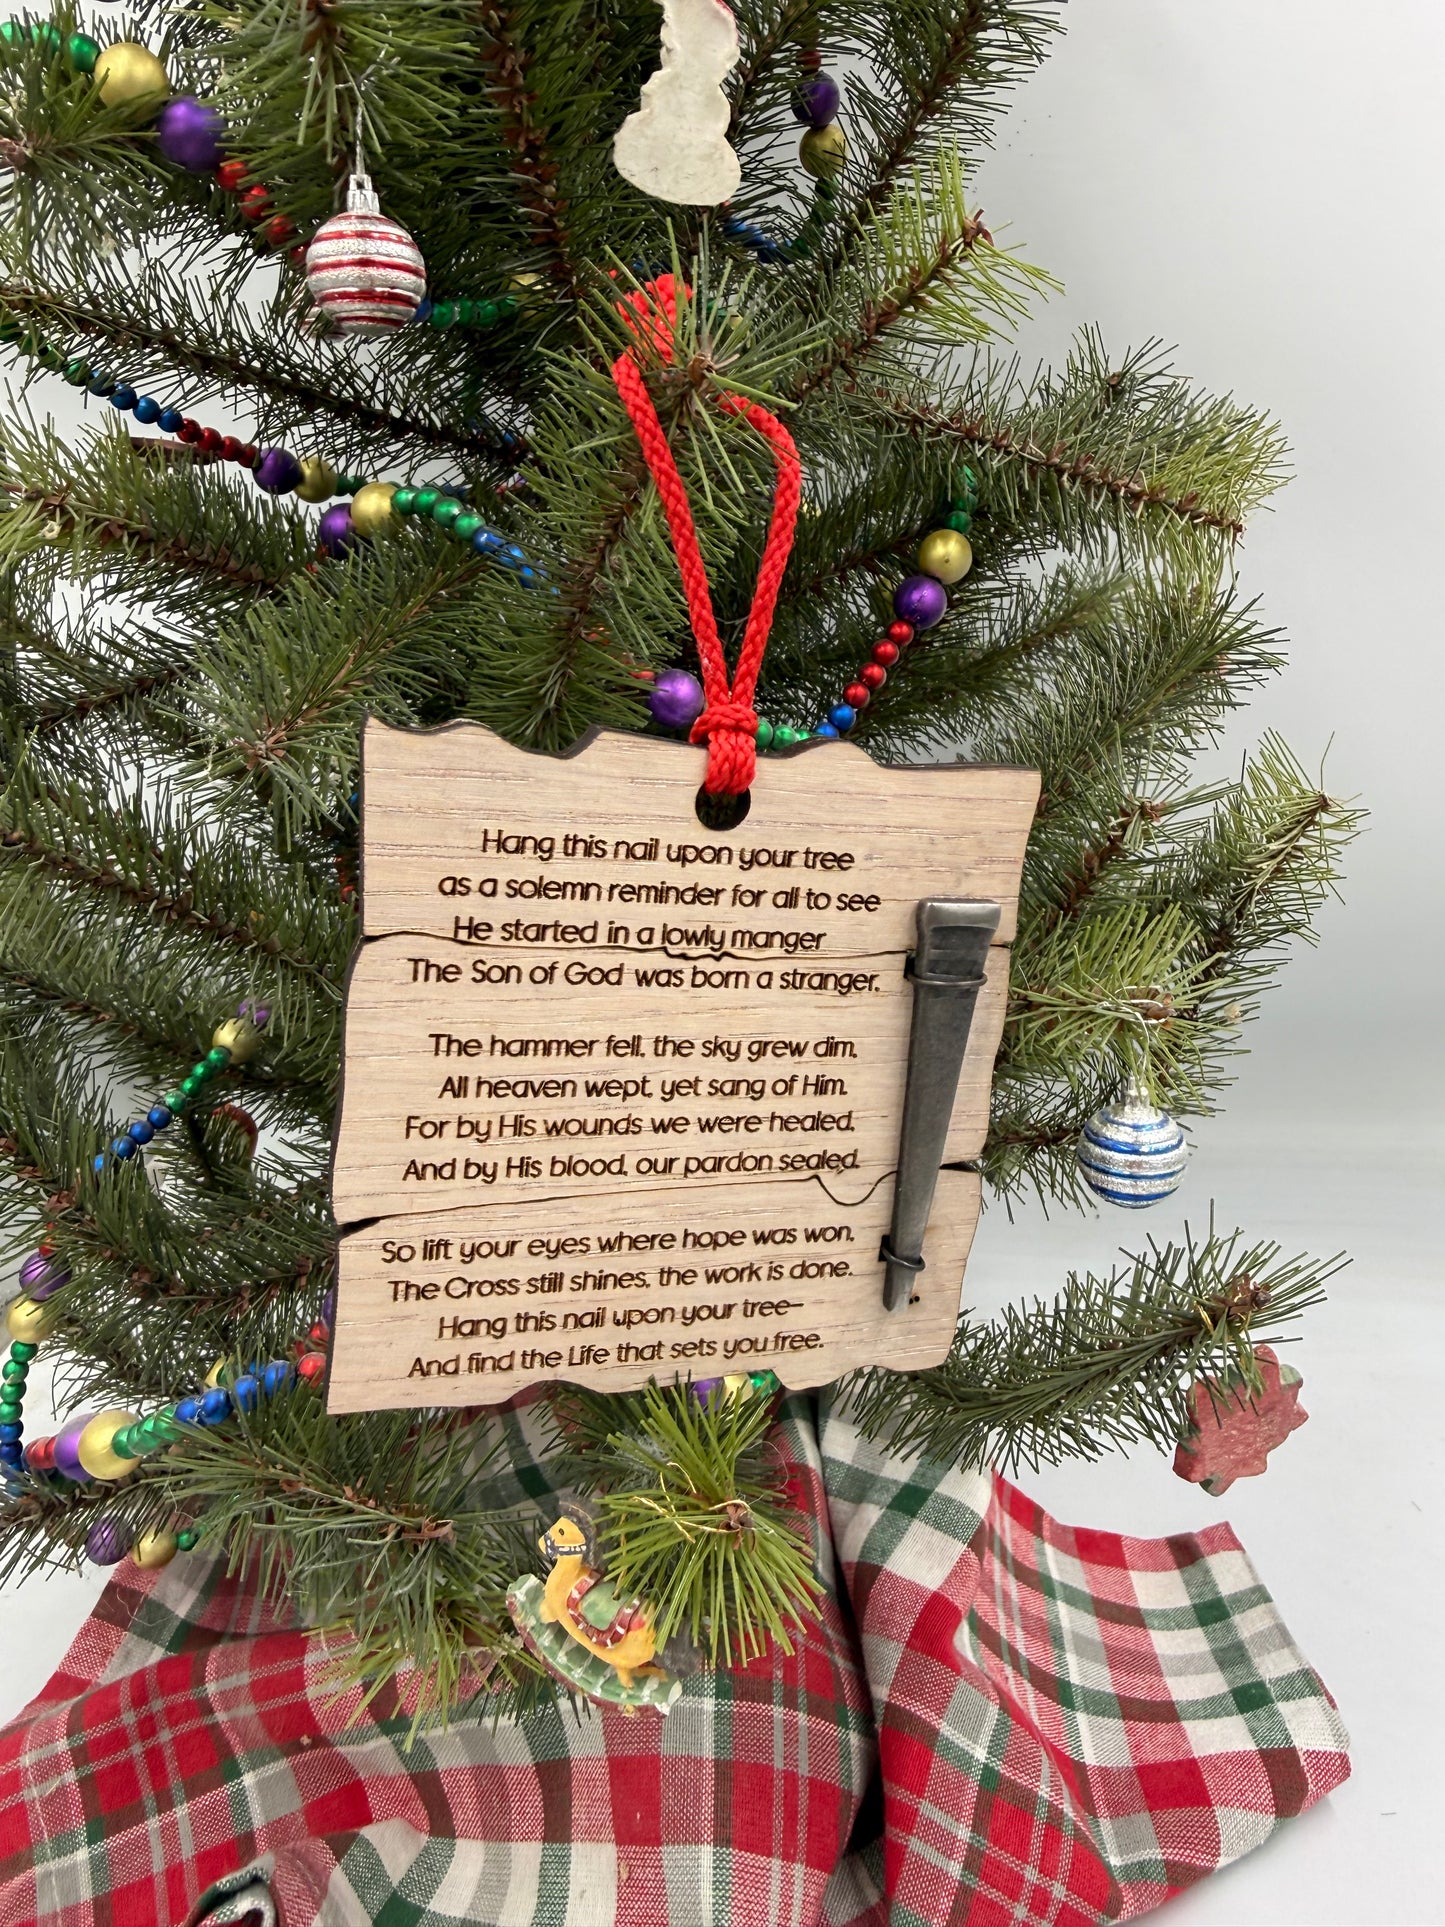 Hang this nail upon your tree
as a solemn reminder for all to see
He started in a lowly manger
The Son of God was born a stranger.
The hammer fell, the sky grew dim,
All heaven wept, yet sang of Him.
For by His wounds we were healed,
And by His blood, our pardon sealed.
So lift your eyes where hope was won,
The Cross still shines, the work is done.
Hang this nail upon your tree—
And find the Life that sets you free.